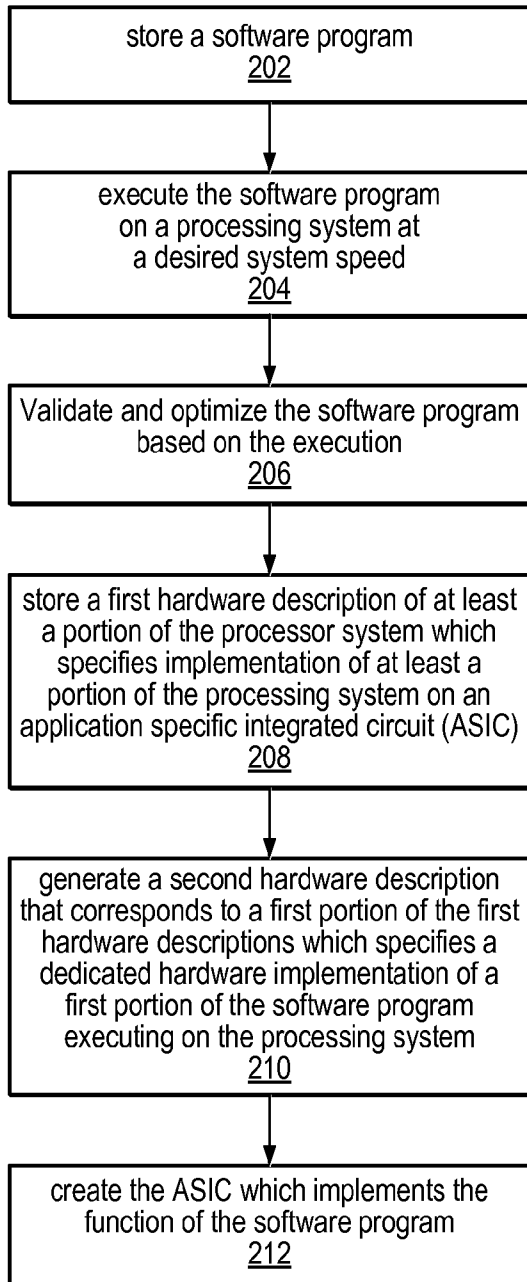 store a software program
202
execute the software program
on a processing system at
a desired system speed
204
Validate and optimize the software program
based on the execution
206
store a first hardware description of at least
a portion of the processor system which
specifies implementation of at least a
portion of the processing system on an
application specific integrated circuit (ASIC)
208
generate a second hardware description
that corresponds to a first portion of the first
hardware descriptions which specifies a
dedicated hardware implementation of a
first portion of the software program
executing on the processing system
210
create the ASIC which implements the
function of the software program
212